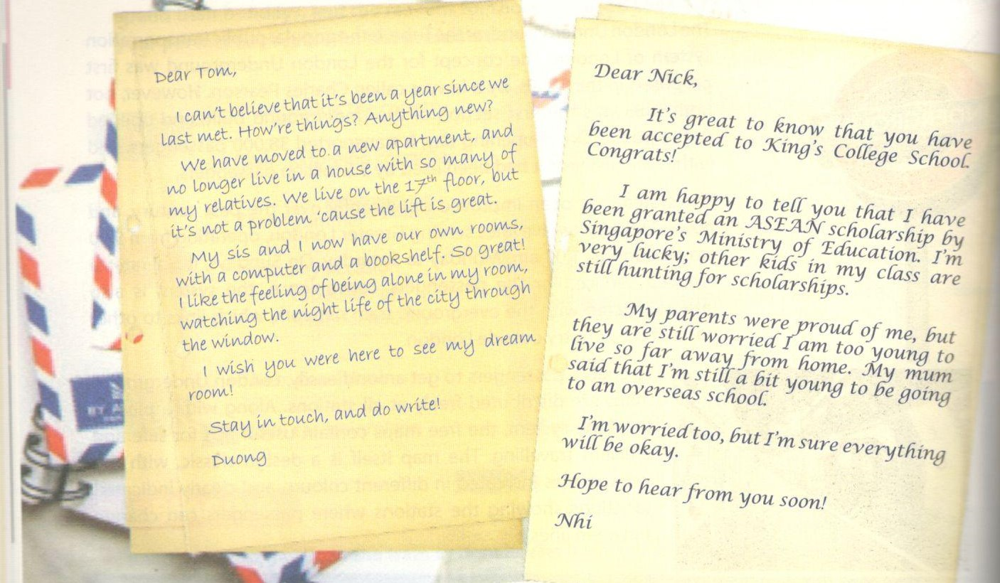 Dear Tom,
I can't believe that it's been a year since we
last met. How're things? Anything new?
We have moved to a new apartment, and
no longer live in a house with so many of
my relatives. We live on the 17th floor, but
it's not a problem 'cause the lift is great.
My sis and I now have our own rooms,
with a computer and a bookshelf. So great!
I like the feeling of being alone in my room,
watching the night life of the city through
the window.
I wish you were here to see my dream
room!
Stay in touch, and do write!
Duong
Dear Nick,
It's great to know that you have
been accepted to King's College School.
Congrats!
I am happy to tell you that I have
been granted an ASEAN scholarship by
Singapore's Ministry of Education. I'm
very lucky; other kids in my class are
still hunting for scholarships.
My parents were proud of me, but
they are still worried I am too young to
live so far away from home. My mum
said that I'm still a bit young to be going
to an overseas school.
I'm worried too, but I'm sure everything
will be okay.
Hope to hear from you soon!
Nhi